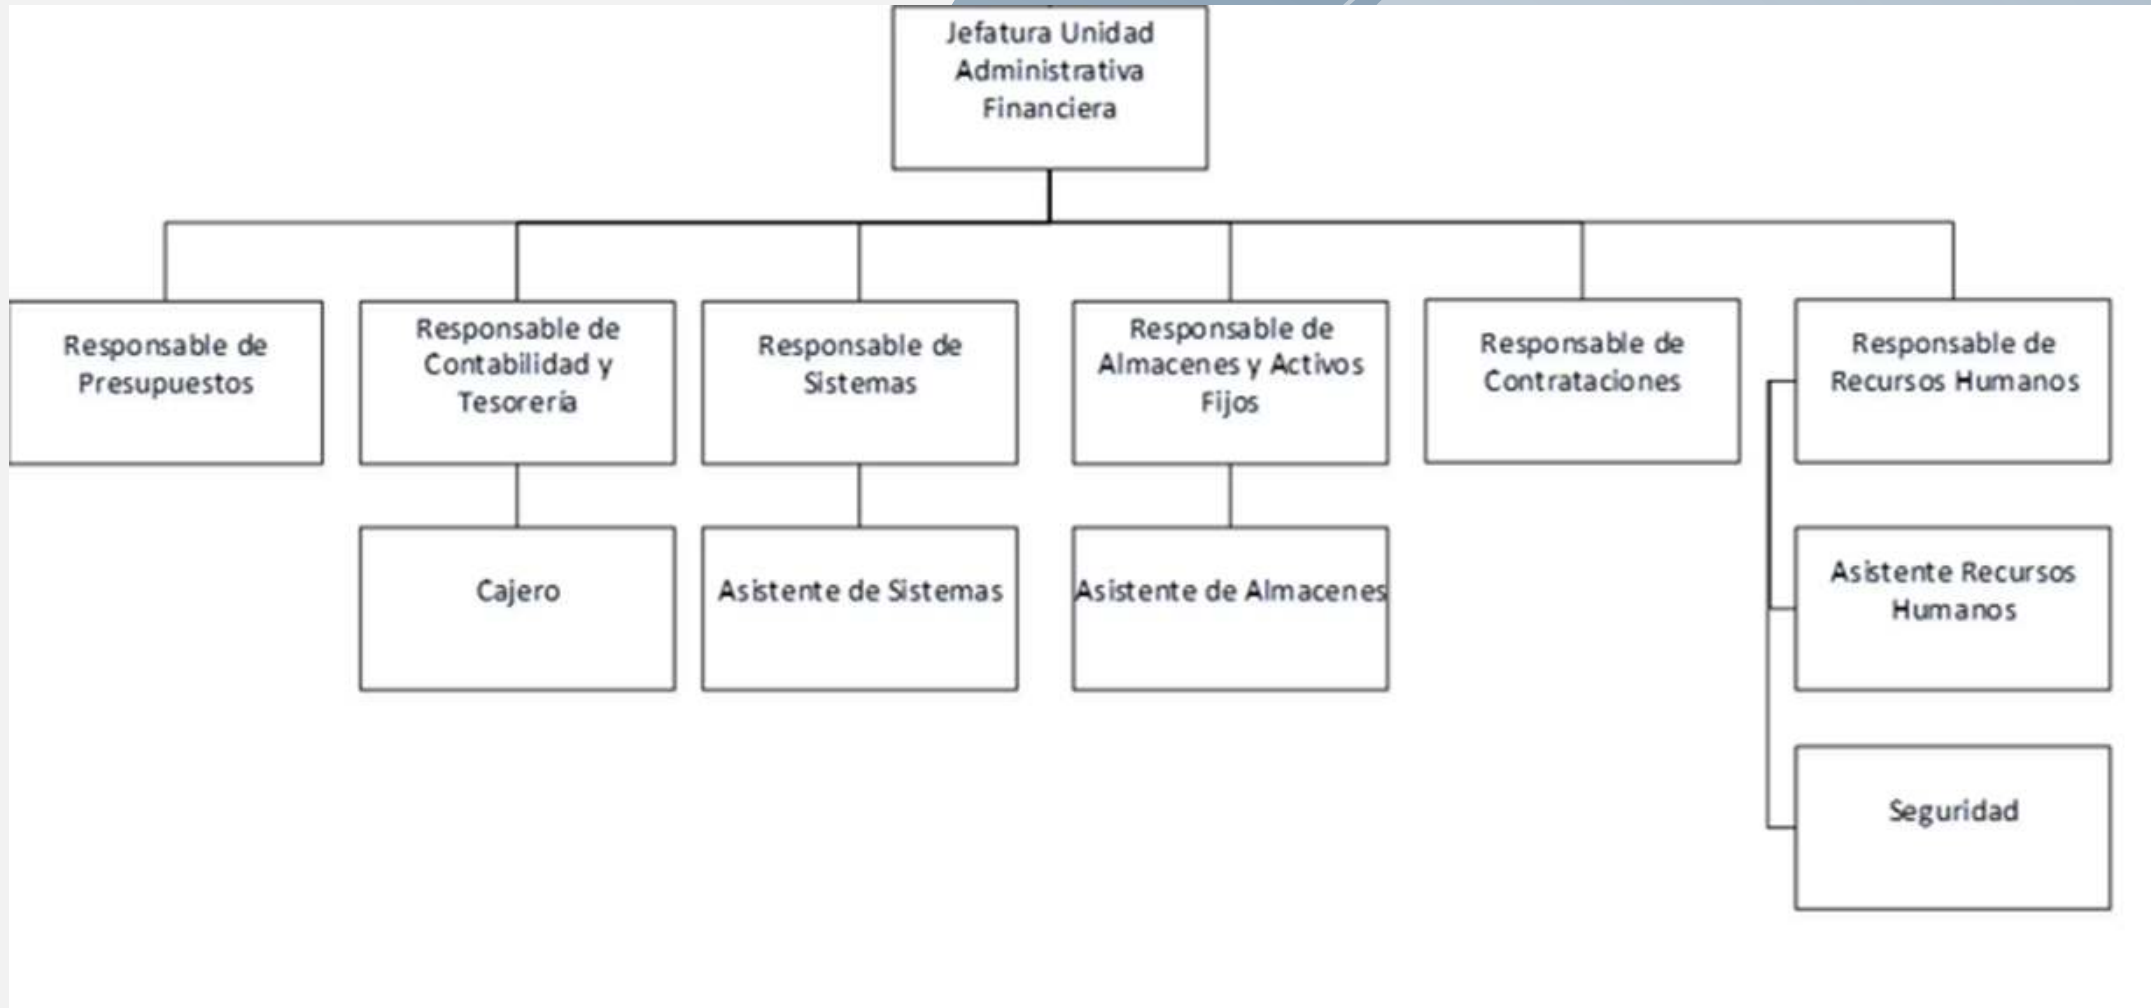 Jefatura Unidad
Administrativa
Financiera
Responsable de
Presupuestos
Responsable de
Contabilidad y
Tesorería
Responsable de
Sistemas
Responsable de
Almacenes y Activos
Fijos
Responsable de
Contrataciones
Responsable de
Recursos Humanos
Cajero
Asistente de Sistemas
Asistente de Almacenes
Asistente Recursos
Humanos
Seguridad